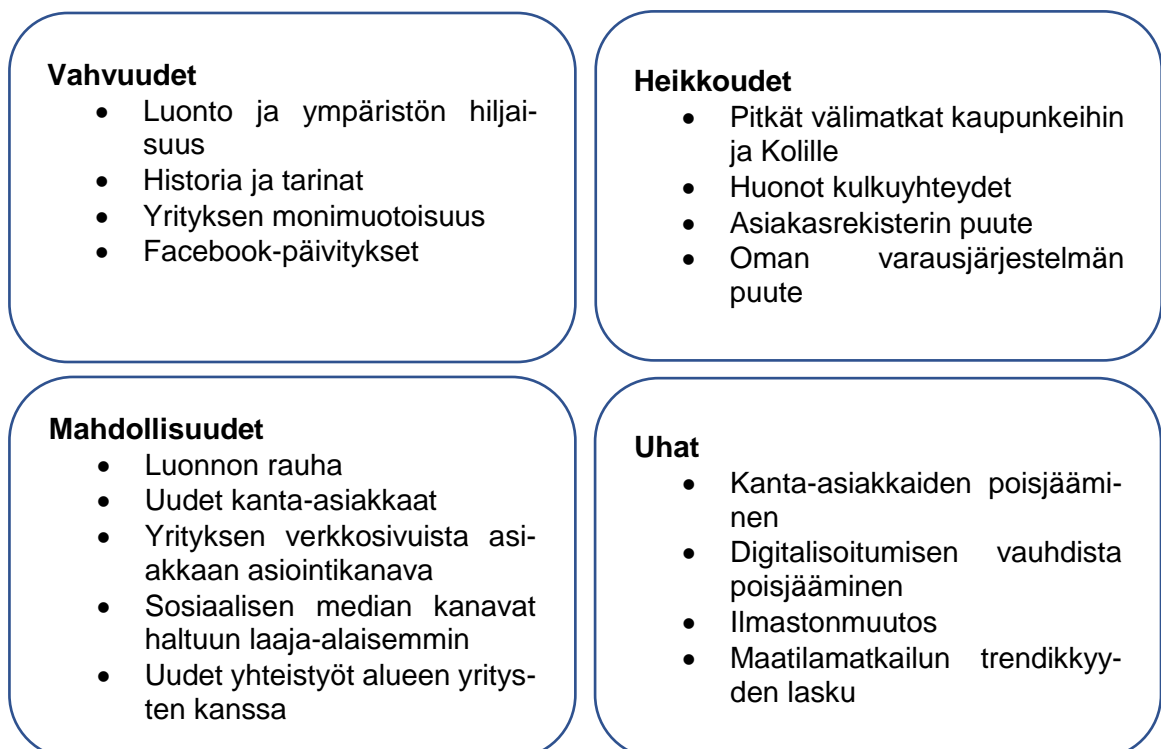 Vahvuudet
• Luonto ja ympäristön hiljai-
suus
• Historia ja tarinat
• Yrityksen monimuotoisuus
• Facebook-päivitykset
Heikkoudet
• Pitkät välimatkat kaupunkeihin
ja Kolille
• Huonot kulkuyhteydet
• Asiakasrekisterin puute
• Oman varausjärjestelmän
puute
Mahdollisuudet
• Luonnon rauha
• Uudet kanta-asiakkaat
• Yrityksen verkkosivuista asi-
akkaan asiointikanava
• Sosiaalisen median kanavat
haltuun laaja-alaisemmin
• Uudet yhteistyöt alueen yritys-
ten kanssa
Uhat
• Kanta-asiakkaiden poisjäämi-
nen
• Digitalisoitumisen vauhdista
poisjääminen
• Ilmastonmuutos
• Maatilamatkailun trendikkyy-
den lasku